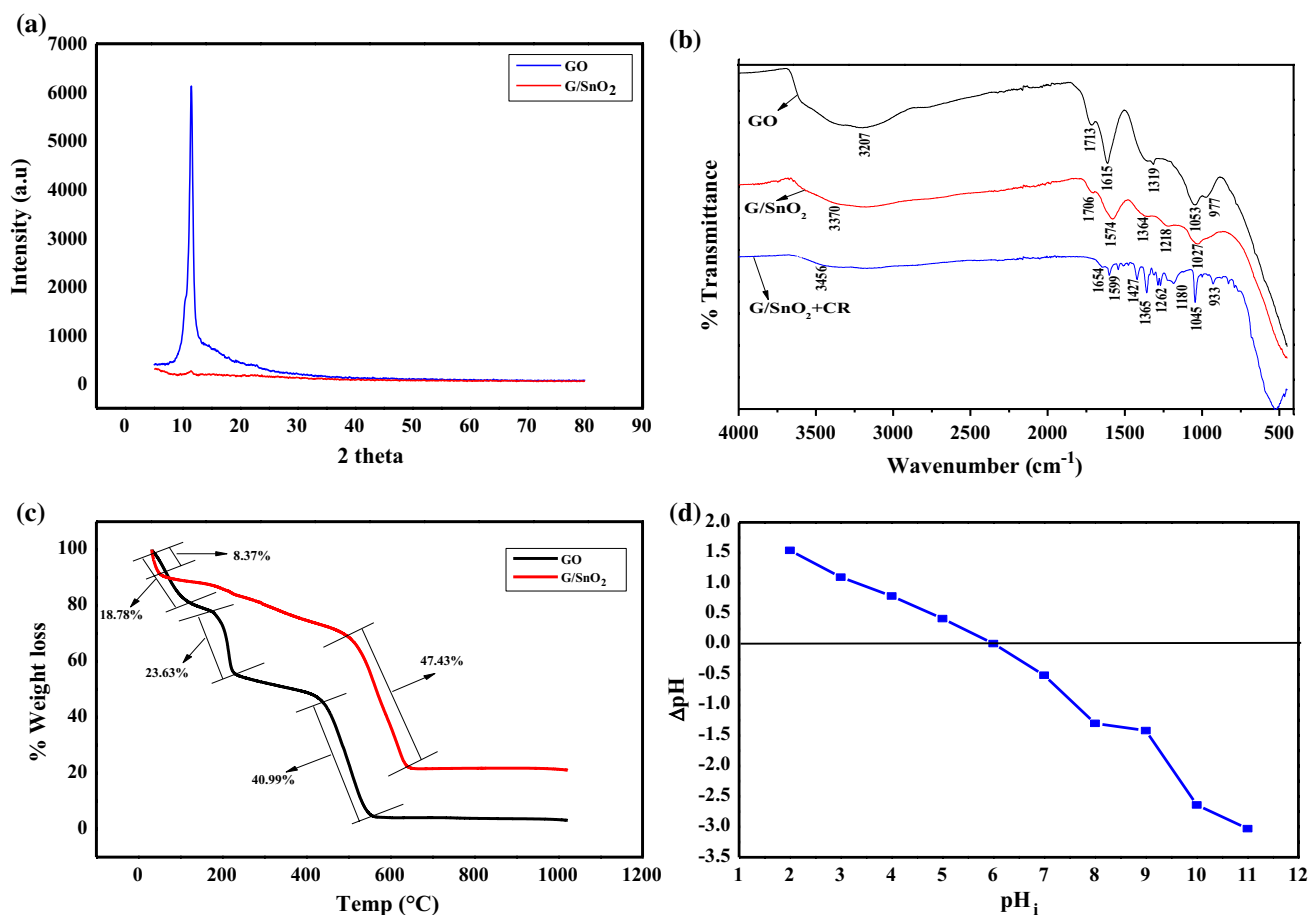 (a)
7000
6000
5000
4000
3000
2000
1000
0
Intensity (a.u)
GO
G/SnO₂
0 10 20 30 40 50 60 70 80 90
2 theta
(b)
% Transmittance
GO
G/SnO₂
G/SnO₂+CR
3207
1713
1615
1319
1053
977
3370
1706
1574
1364
1218
1027
3456
1654
1599
1427
1365
1262
1180
1045
933
4000 3500 3000 2500 2000 1500 1000 500
Wavenumber (cm⁻¹)
(c)
100
80
60
40
20
0
% Weight loss
GO
G/SnO₂
8.37%
18.78%
23.63%
47.43%
40.99%
0 200 400 600 800 1000 1200
Temp (°C)
(d)
2.0
1.5
1.0
0.5
0.0
-0.5
-1.0
-1.5
-2.0
-2.5
-3.0
-3.5
ΔpH
1 2 3 4 5 6 7 8 9 10 11 12
pHᵢ